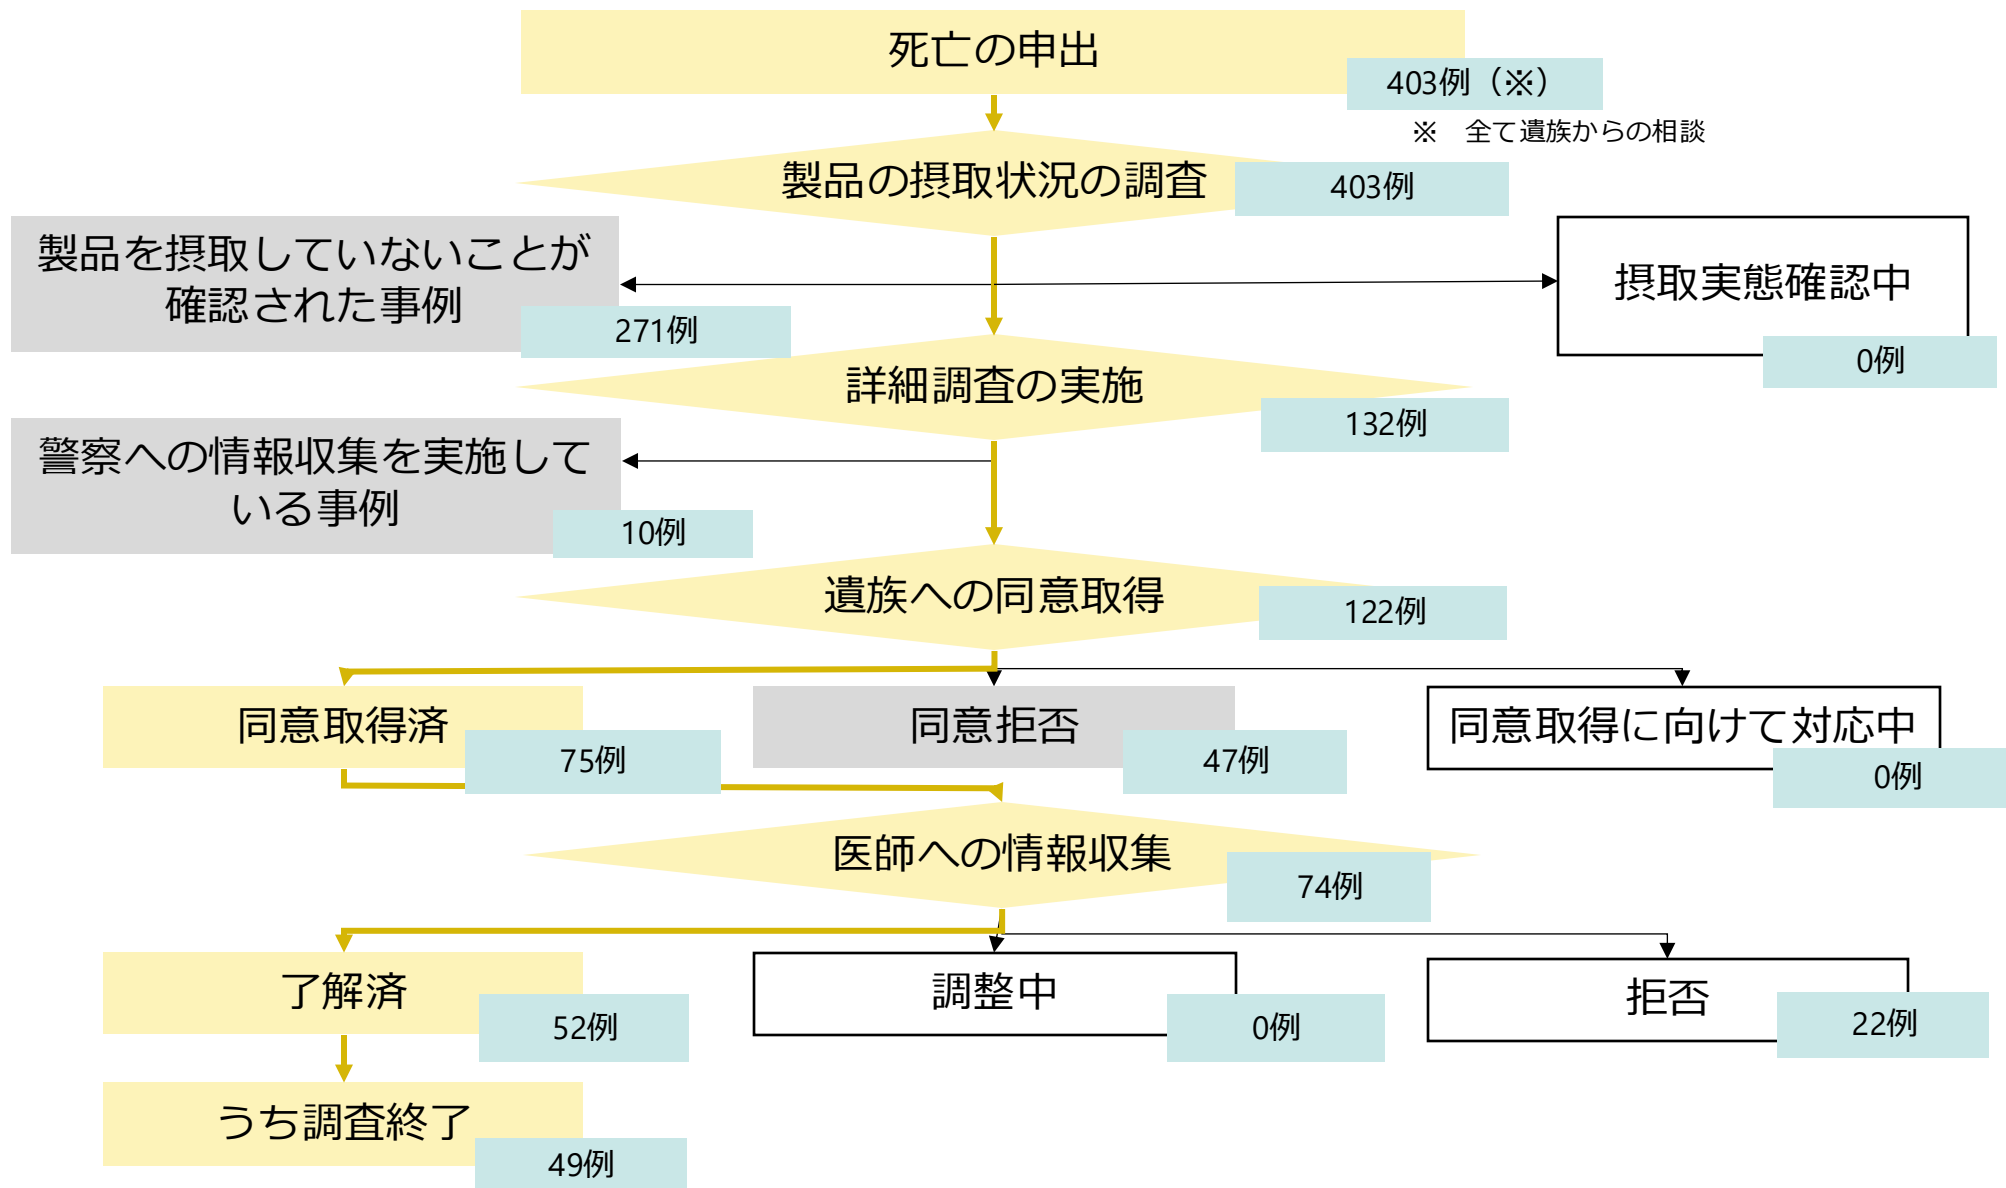 死亡の申出
403例（※）
※　全て遺族からの相談
製品の摂取状況の調査
403例
製品を摂取していないことが
確認された事例
271例
摂取実態確認中
0例
詳細調査の実施
132例
警察への情報収集を実施して
いる事例
10例
遺族への同意取得
122例
同意取得済
75例
同意拒否
47例
同意取得に向けて対応中
0例
医師への情報収集
74例
了解済
52例
調整中
0例
拒否
22例
うち調査終了
49例